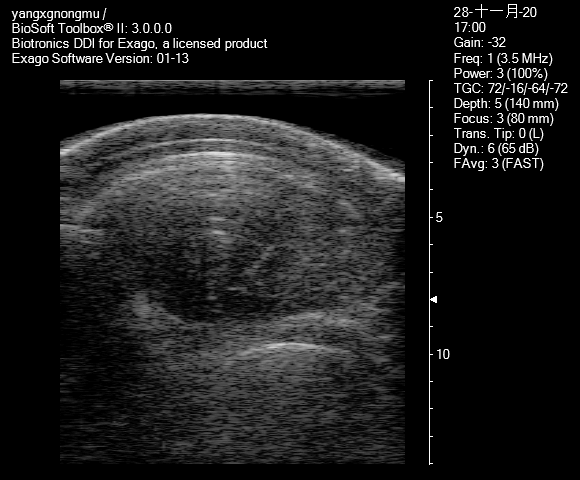 yangxgnongmu /
BioSoft Toolbox® II: 3.0.0.0
Biotronics DDI for Exago, a licensed product
Exago Software Version: 01-13
28-十一月-20
17:00
Gain: -32
Freq: 1 (3.5 MHz)
Power: 3 (100%)
TGC: 72/-16/-64/-72
Depth: 5 (140 mm)
Focus: 3 (80 mm)
Trans. Tip: 0 (L)
Dyn.: 6 (65 dB)
FAvg: 3 (FAST)
5
10